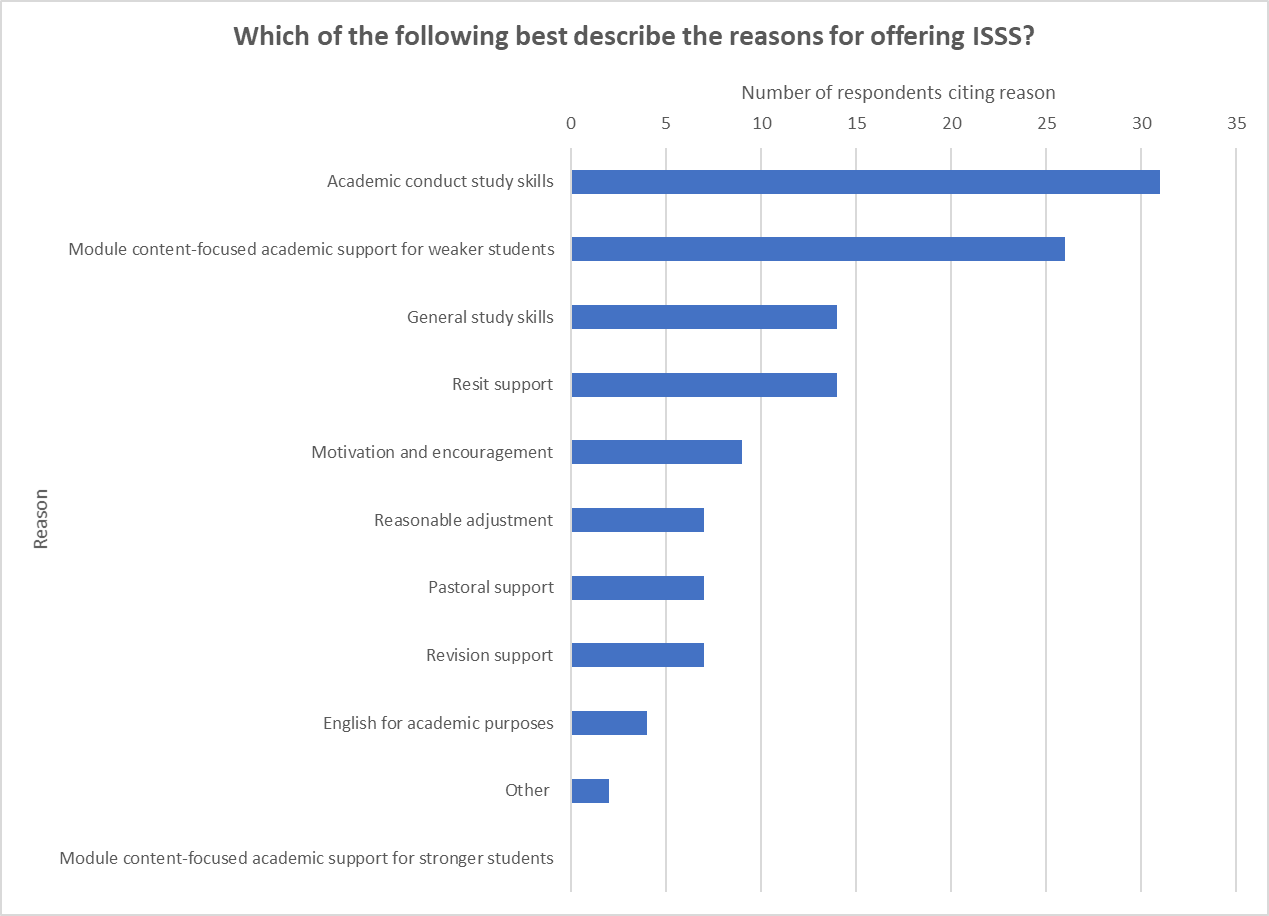 Which of the following best describe the reasons for offering ISSS?
Number of respondents citing reason
0 5 10 15 20 25 30 35
Academic conduct study skills
Module content-focused academic support for weaker students
General study skills
Resit support
Motivation and encouragement
Reasonable adjustment
Pastoral support
Revision support
English for academic purposes
Other
Module content-focused academic support for stronger students
Reason